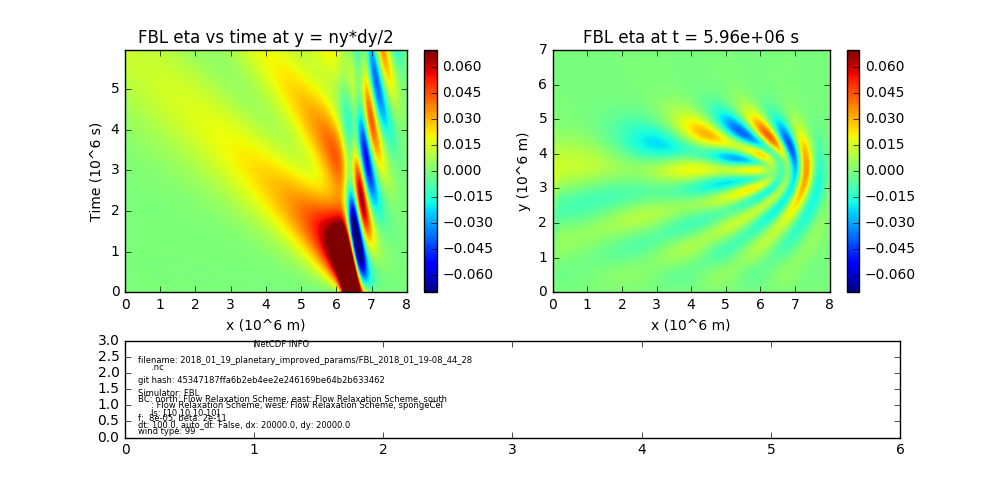 FBL eta vs time at y = ny*dy/2
FBL eta at t = 5.96e+06 s
Time (10^6 s)
5
4
3
2
1
0
0 1 2 3 4 5 6 7 8
x (10^6 m)
0.060
0.045
0.030
0.015
0.000
−0.015
−0.030
−0.045
−0.060
y (10^6 m)
7
6
5
4
3
2
1
0
0 1 2 3 4 5 6 7 8
x (10^6 m)
0.060
0.045
0.030
0.015
0.000
−0.015
−0.030
−0.045
−0.060
3.0
2.5
2.0
1.5
1.0
0.5
0.0
NetCDF INFO
filename: 2018_01_19_planetary_improved_params/FBL_2018_01_19-08_44_28
.nc
git hash: 45347187ffa6b2eb4ee2e246169be64b2b633462
Simulator: FBL
BC: north: Flow Relaxation Scheme, east: Flow Relaxation Scheme, south
: Flow Relaxation Scheme, west: Flow Relaxation Scheme, spongeCel
ls: [10 10 10 10]
f: 8e-05, beta: 2e-11
dt: 100.0, auto_dt: False, dx: 20000.0, dy: 20000.0
wind type: 99
0 1 2 3 4 5 6